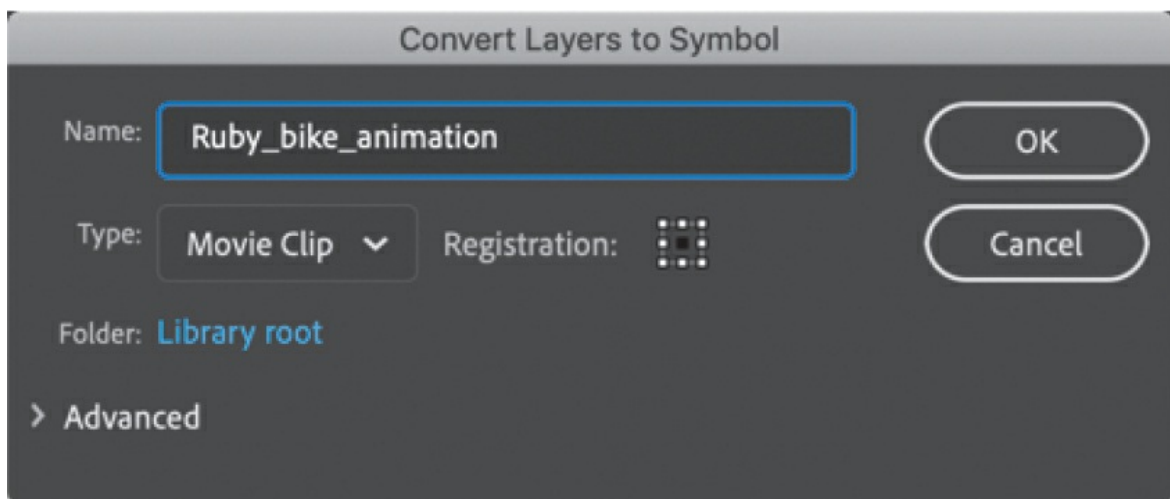 Convert Layers to Symbol
Name: Ruby_bike_animation OK
Type: Movie Clip Registration: Cancel
Folder: Library root
Advanced